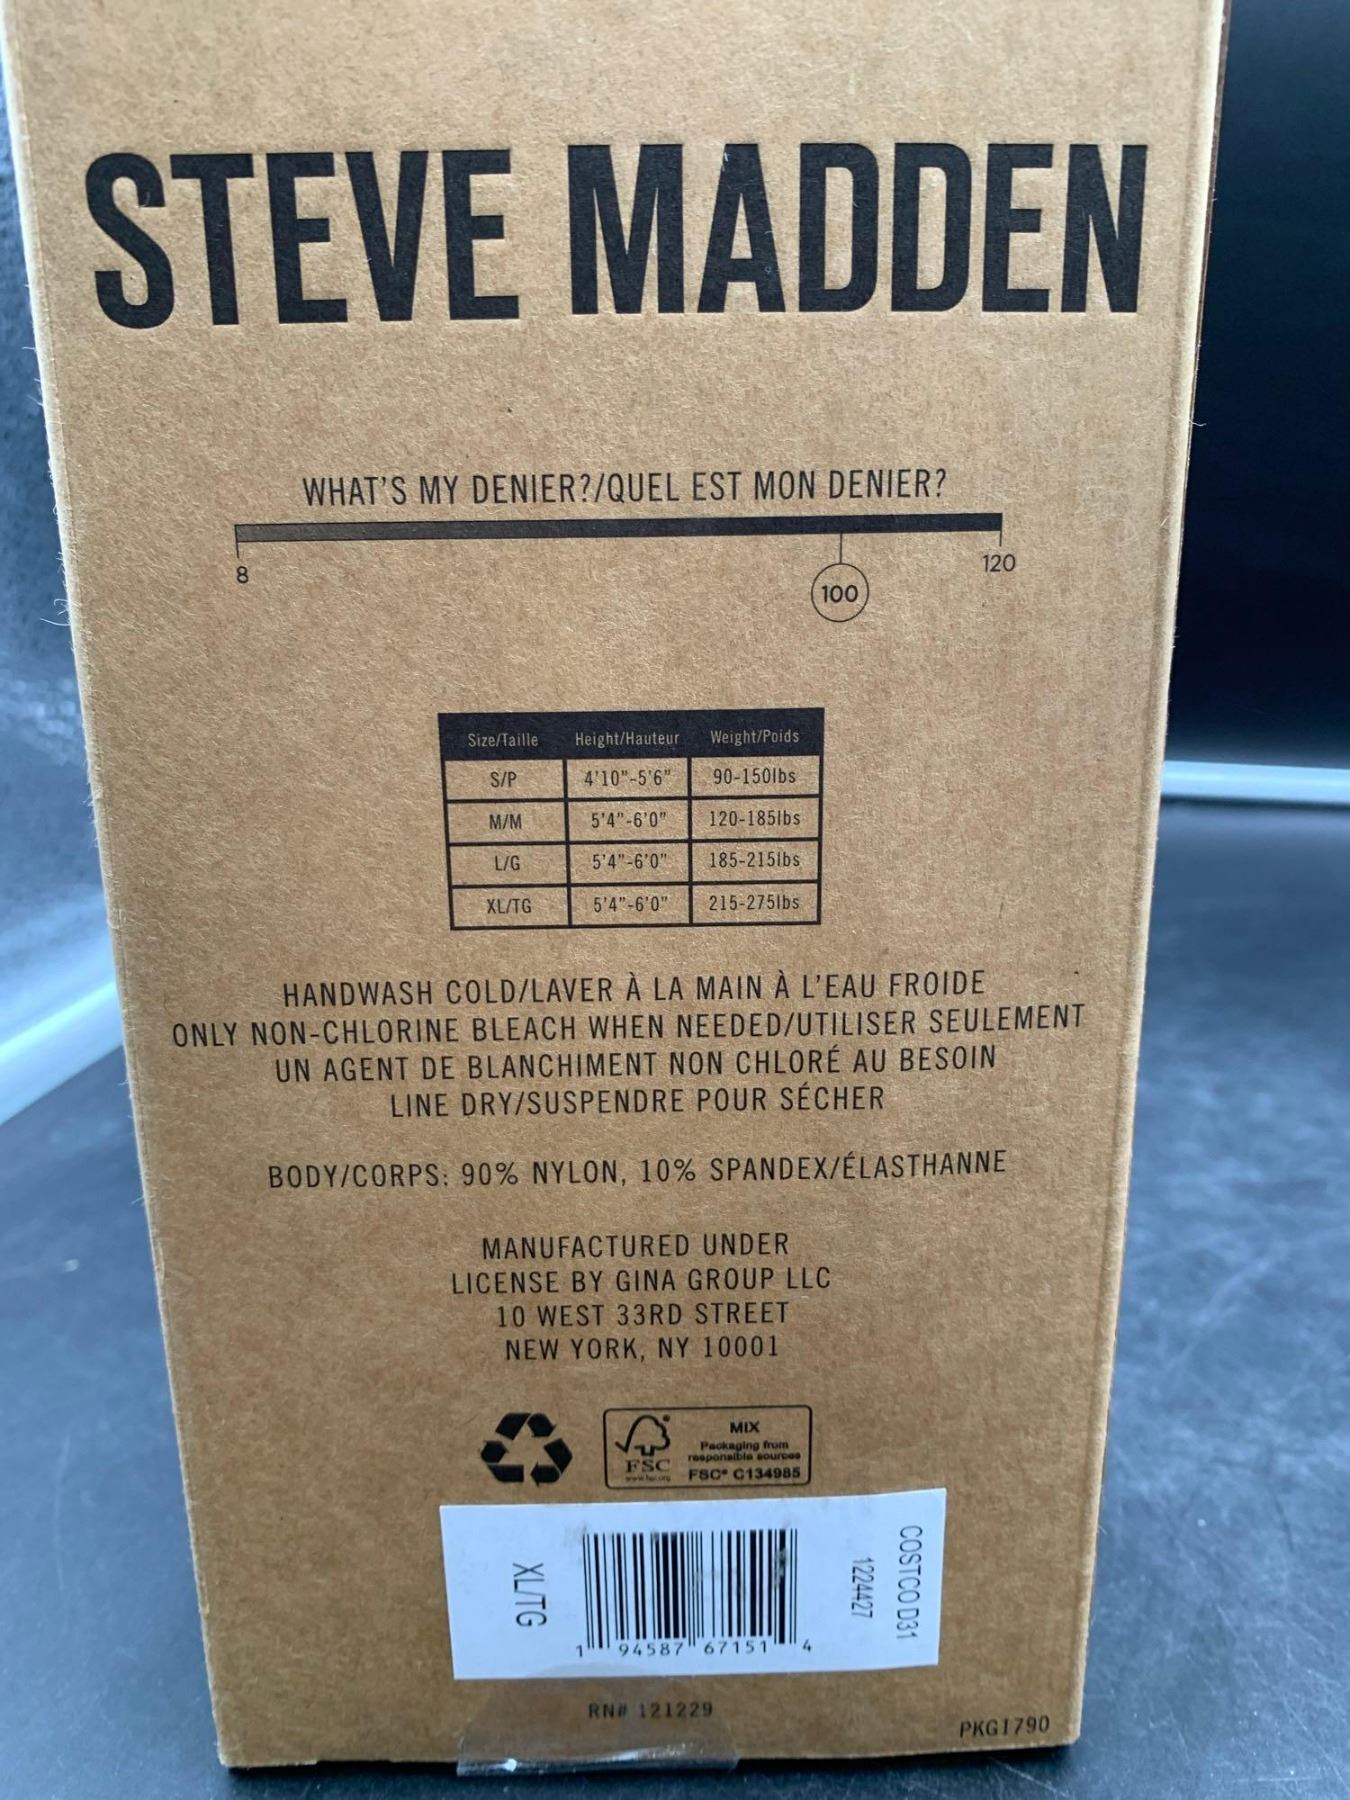 STEVE MADDEN
WHAT'S MY DENIER?/QUEL EST MON DENIER?
8
100
120
Size/Taille Height/Hauteur Weight/Poids
S/P 4'10"-5'6" 90-150lbs
M/M 5'4"-6'0" 120-185lbs
L/G 5'4"-6'0" 185-215lbs
XL/TG 5'4"-6'0" 215-275lbs
HANDWASH COLD/LAVER À LA MAIN À L'EAU FROIDE
ONLY NON-CHLORINE BLEACH WHEN NEEDED/UTILISER SEULEMENT
UN AGENT DE BLANCHIMENT NON CHLORÉ AU BESOIN
LINE DRY/SUSPENDRE POUR SÉCHER
BODY/CORPS: 90% NYLON, 10% SPANDEX/ÉLASTHANNE
MANUFACTURED UNDER
LICENSE BY GINA GROUP LLC
10 WEST 33RD STREET
NEW YORK, NY 10001
FSC
www.fsc.org
MIX
Packaging from
responsible sources
FSC® C134985
XL/TG
1 94587 67151 4
1224427
COSTCO D31
RN# 121229
PKG1790